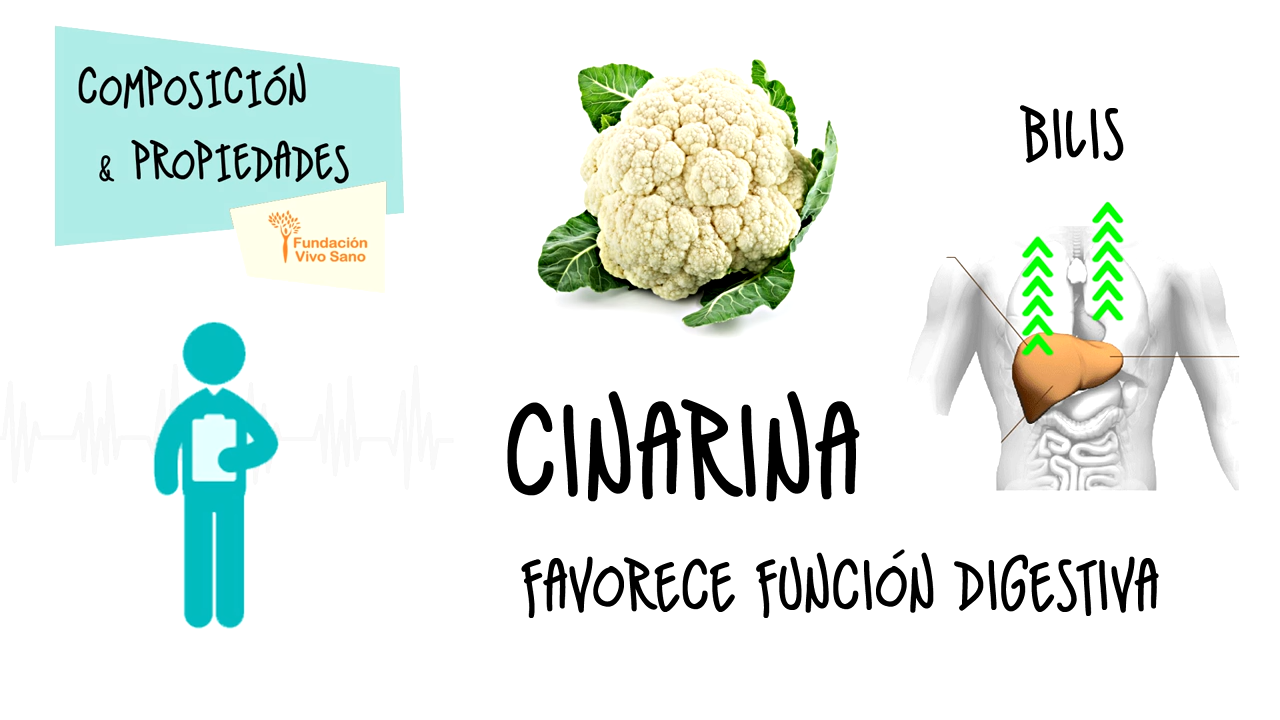 COMPOSICIÓN
& PROPIEDADES
Fundación
Vivo Sano
BILIS
CINARINA
FAVORECE FUNCIÓN DIGESTIVA